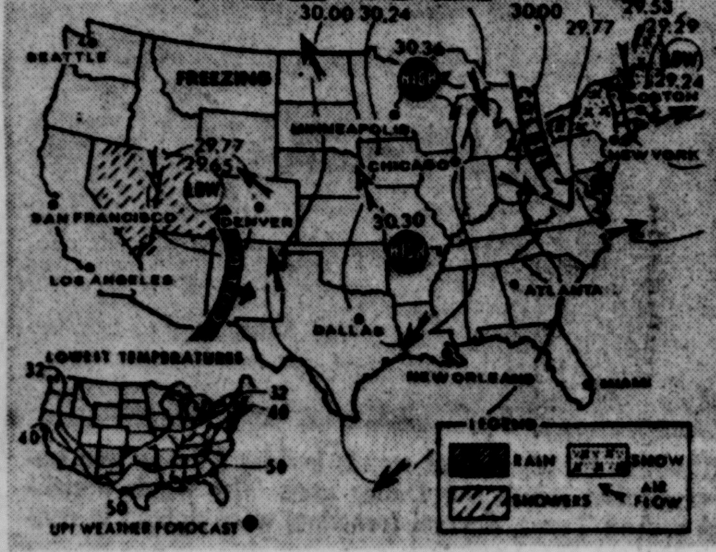 30.00 30.24 30.00 29.77 29.53
29.29
LOW
29.24
SEATTLE
30.36
HIGH
FREEZING
BOSTON
MINNEAPOLIS
CHICAGO
NEW YORK
29.77
29.65
LOW
DENVER
SAN FRANCISCO
30.30
HIGH
LOS ANGELES
ATLANTA
DALLAS
NEW ORLEANS
MIAMI
LOWEST TEMPERATURES
32
32
40
40
50
50
UPI WEATHER FOTOCAST
LEGEND
RAIN
SNOW
SHOWERS
AIR
FLOW